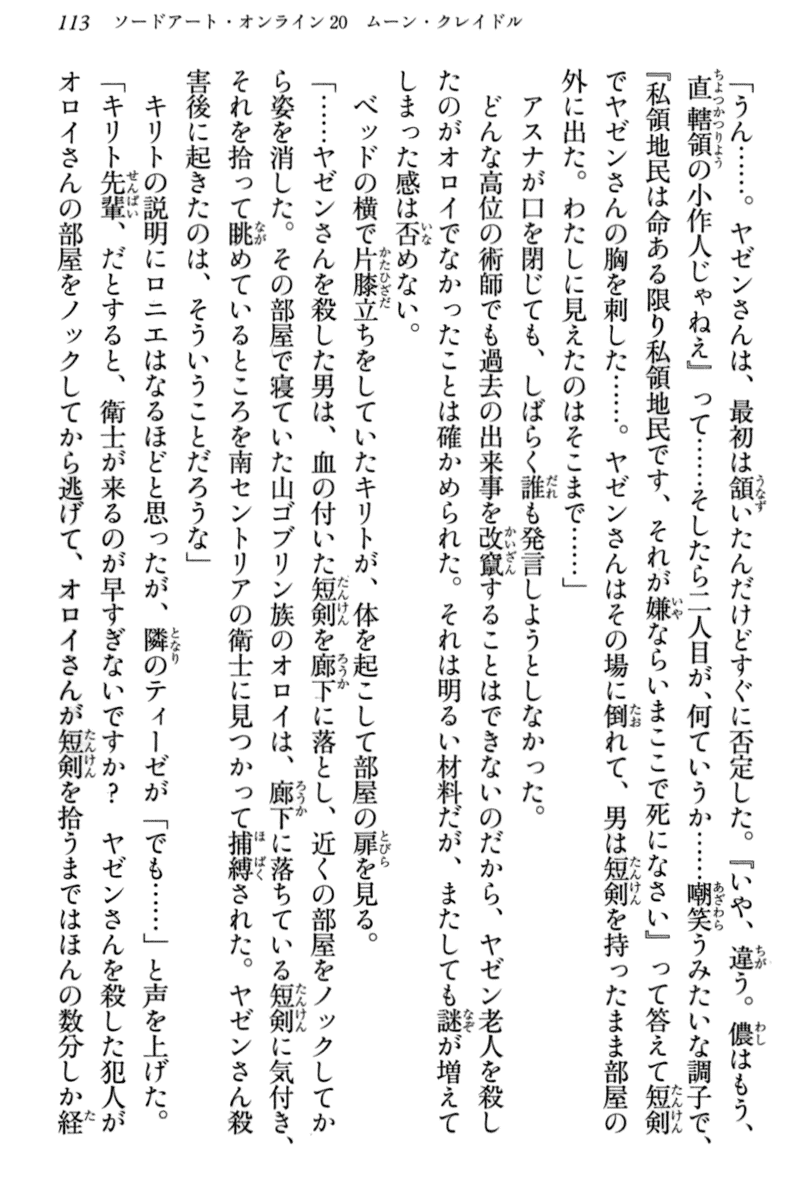 113 ソードアート・オンライン20 ムーン・クレイドル
「うん……。ヤゼンさんは、最初は頷いたんだけどすぐに否定した。『いや、違う。儂はもう、
直轄領の小作人じゃねえ』って……そしたら二人目が、何ていうか……嘲笑うみたいな調子で、
『私領地民は命ある限り私領地民です、それが嫌ならいまここで死になさい』って答えて短剣
でヤゼンさんの胸を刺した……。ヤゼンさんはその場に倒れて、男は短剣を持ったまま部屋の
外に出た。わたしに見えたのはそこまで……」
アスナが口を閉じても、しばらく誰も発言しようとしなかった。
どんな高位の術師でも過去の出来事を改竄することはできないのだから、ヤゼン老人を殺し
たのがオロイでなかったことは確かめられた。それは明るい材料だが、またしても謎が増えて
しまった感は否めない。
ベッドの横で片膝立ちをしていたキリトが、体を起こして部屋の扉を見る。
「……ヤゼンさんを殺した男は、血の付いた短剣を廊下に落とし、近くの部屋をノックしてか
ら姿を消した。その部屋で寝ていた山ゴブリン族のオロイは、廊下に落ちている短剣に気付き、
それを拾って眺めているところを南セントリアの衛士に見つかって捕縛された。ヤゼンさん殺
害後に起きたのは、そういうことだろうな」
キリトの説明にロニエはなるほどと思ったが、隣のティーゼが「でも……」と声を上げた。
「キリト先輩、だとすると、衛士が来るのが早すぎないですか? ヤゼンさんを殺した犯人が
オロイさんの部屋をノックしてから逃げて、オロイさんが短剣を拾うまではほんの数分しか経